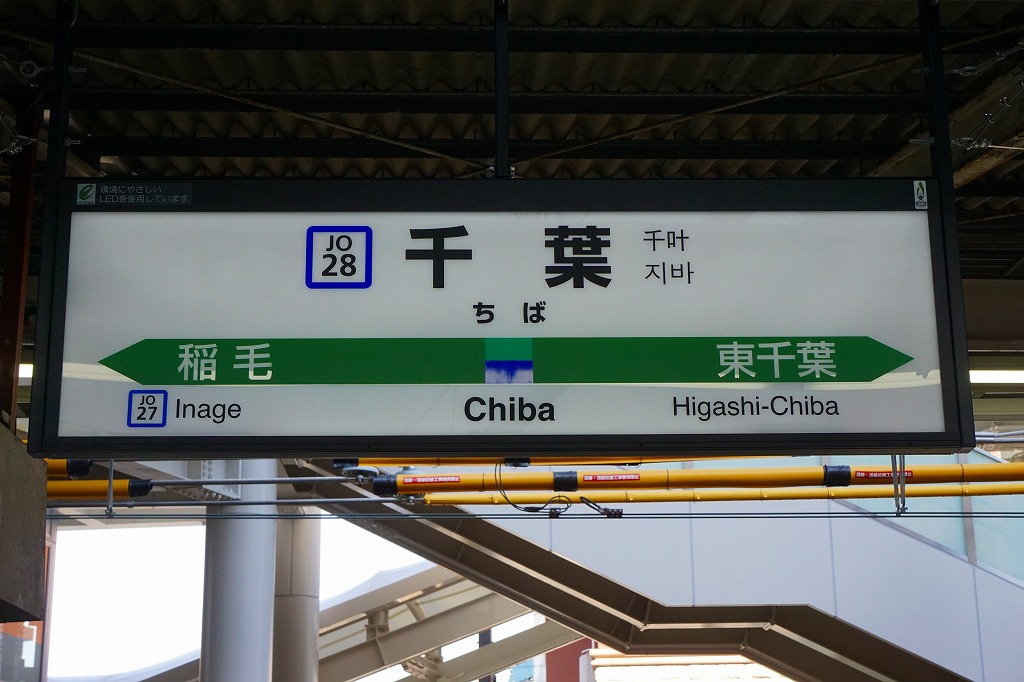 環境にやさしい
LEDを使用しています
JO
28
千葉
千叶
지바
ちば
稲毛
東千葉
JO
27
Inage
Chiba
Higashi-Chiba